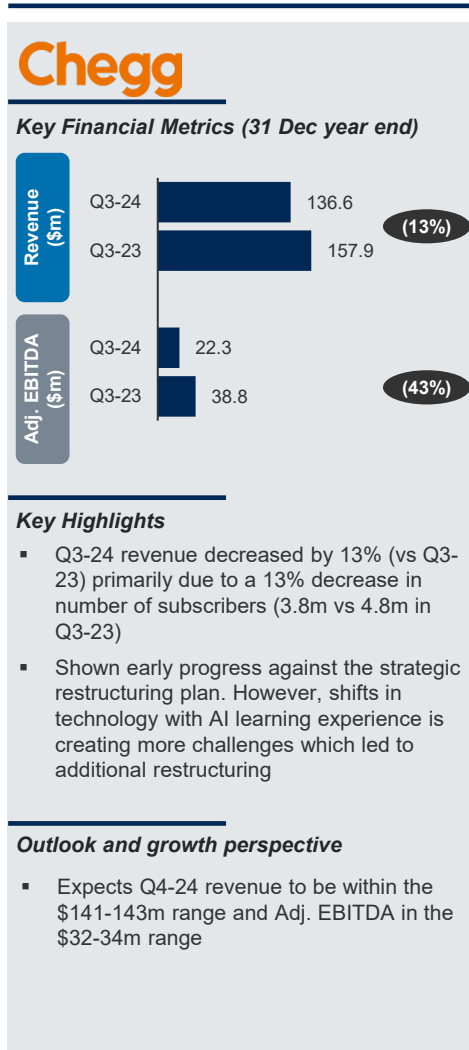 Chegg
Key Financial Metrics (31 Dec year end)
Revenue
($m)
Q3-24
136.6
(13%)
Q3-23
157.9
Adj. EBITDA
($m)
Q3-24
22.3
Q3-23
38.8
(43%)
Key Highlights
▪ Q3-24 revenue decreased by 13% (vs Q3-
23) primarily due to a 13% decrease in
number of subscribers (3.8m vs 4.8m in
Q3-23)
▪ Shown early progress against the strategic
restructuring plan. However, shifts in
technology with AI learning experience is
creating more challenges which led to
additional restructuring
Outlook and growth perspective
▪ Expects Q4-24 revenue to be within the
$141-143m range and Adj. EBITDA in the
$32-34m range